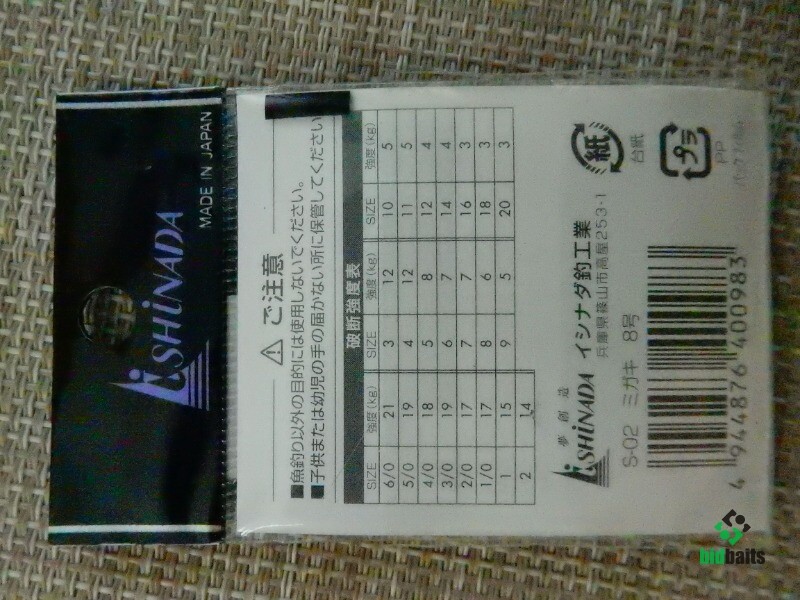 iSHiNADA
MADE IN JAPAN
ご注意
■魚釣り以外の目的には使用しないでください。
■子供または幼児の手の届かない所に保管してください
破断強度表
SIZE 強度(kg) SIZE 強度(kg) SIZE 強度(kg)
6/0 21 3 12 10 5
5/0 19 4 12 11 5
4/0 18 5 8 12 4
3/0 19 6 7 14 4
2/0 17 7 7 16 3
1/0 17 8 6 18 3
1 15 9 5 20 3
2 14
夢創造
iSHiNADA イシナダ釣工業
兵庫県篠山市高屋253-1
S-02 ミガキ 8号
4 944876 400983
紙
台紙
プラ
PP
bigbaits